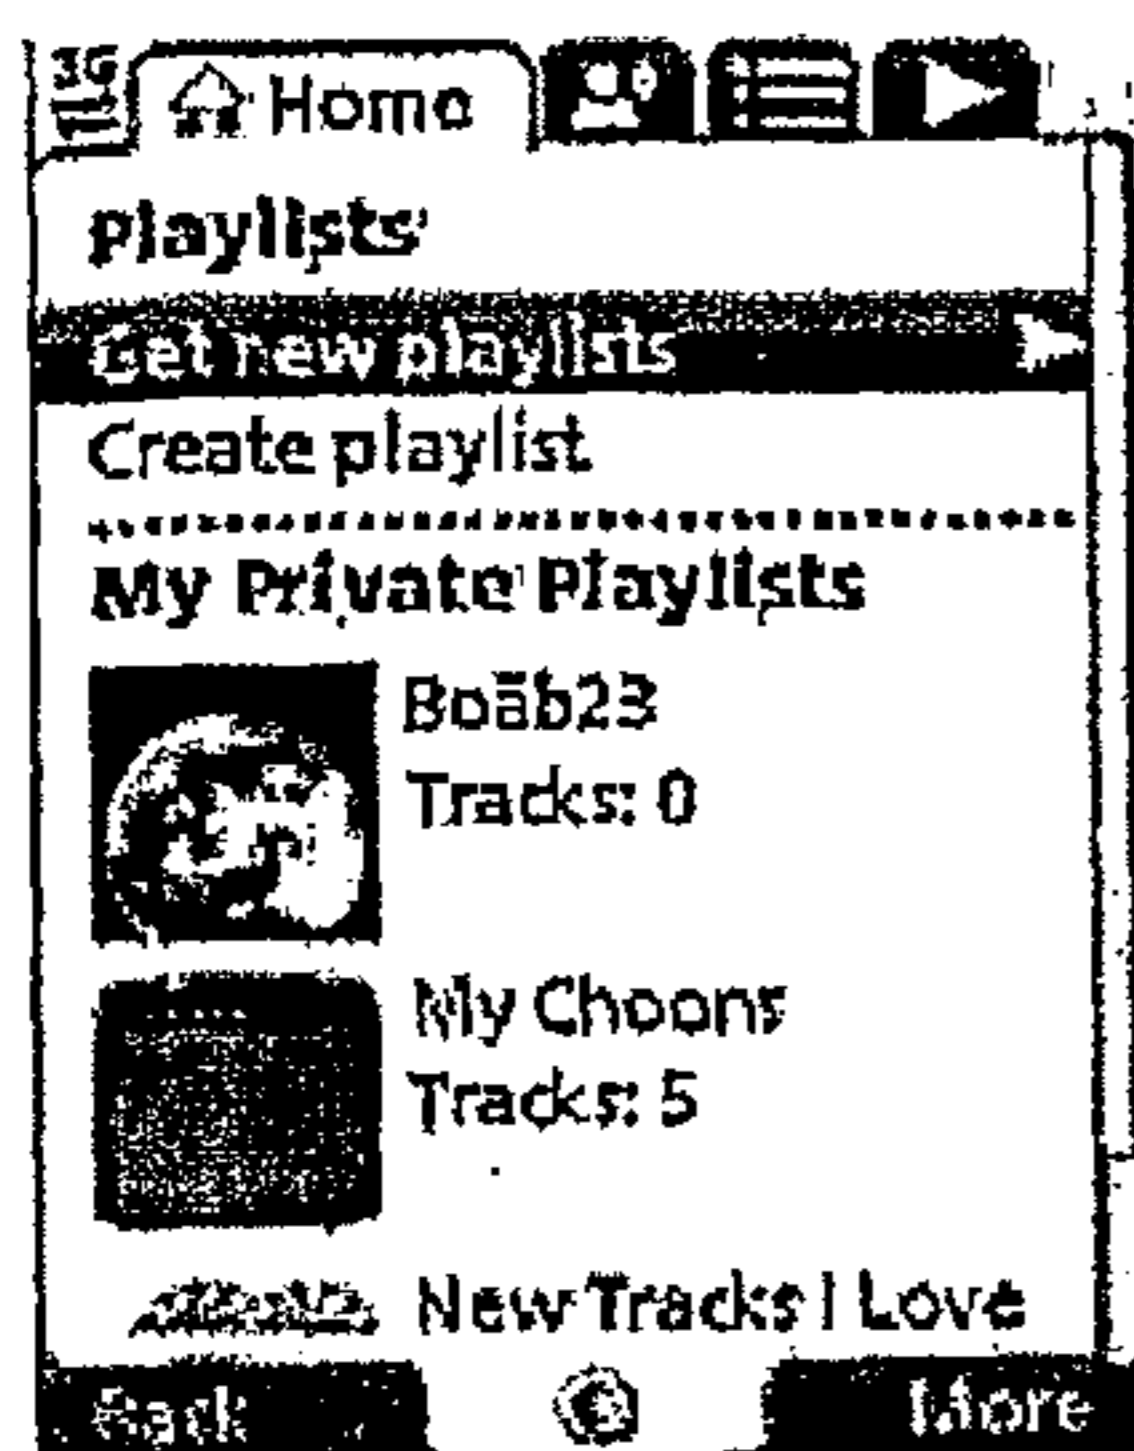 3G
Home
Playlists
Get new playlists
Create playlist
My Private Playlists
Boab23
Tracks: 0
My Choons
Tracks: 5
New Tracks I Love
Back
More